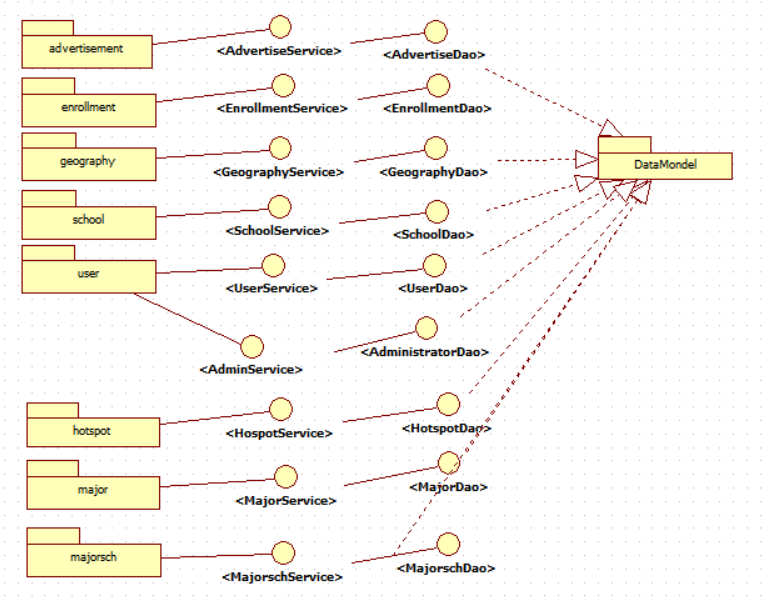 advertisement
<AdvertiseService>
<AdvertiseDao>
enrollment
<EnrollmentService>
<EnrollmentDao>
geography
<GeographyService>
<GeographyDao>
DataMondel
school
<SchoolService>
<SchoolDao>
user
<UserService>
<UserDao>
<AdminService>
<AdministratorDao>
hotspot
<HospotService>
<HotspotDao>
major
<MajorService>
<MajorDao>
majorsch
<MajorschService>
<MajorschDao>